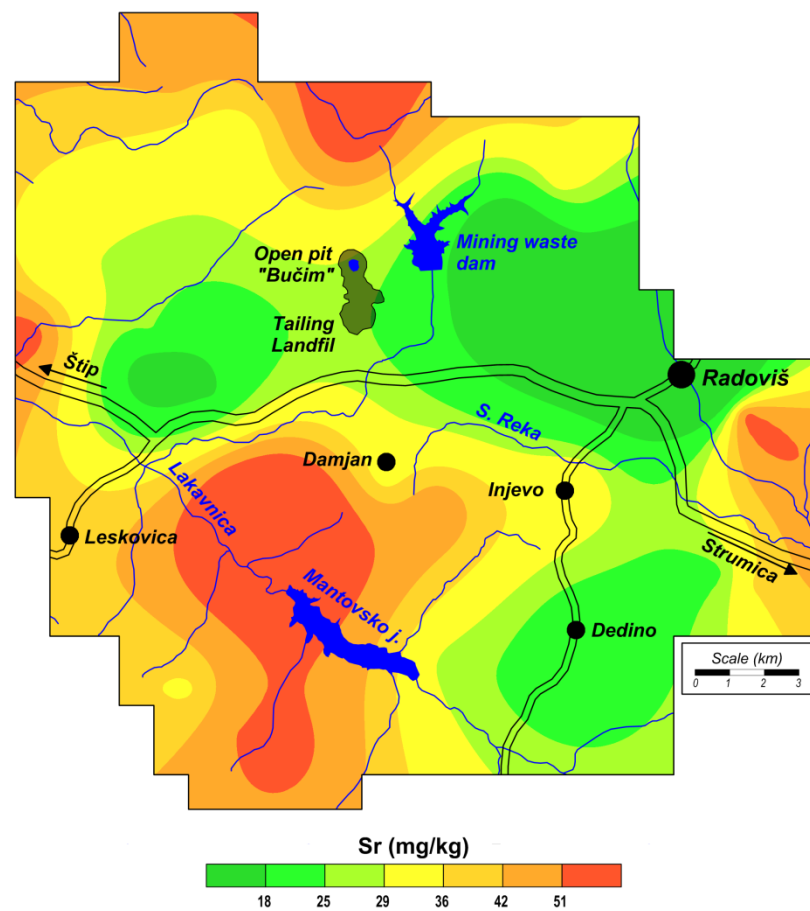 Open pit
"Bučim"
Mining waste
dam
Tailing
Landfil
Štip
Radoviš
S. Reka
Damjan
Lakavnica
Injevo
Leskovica
Strumica
Mantovsko j.
Dedino
Scale (km)
0 1 2 3
Sr (mg/kg)
18 25 29 36 42 51